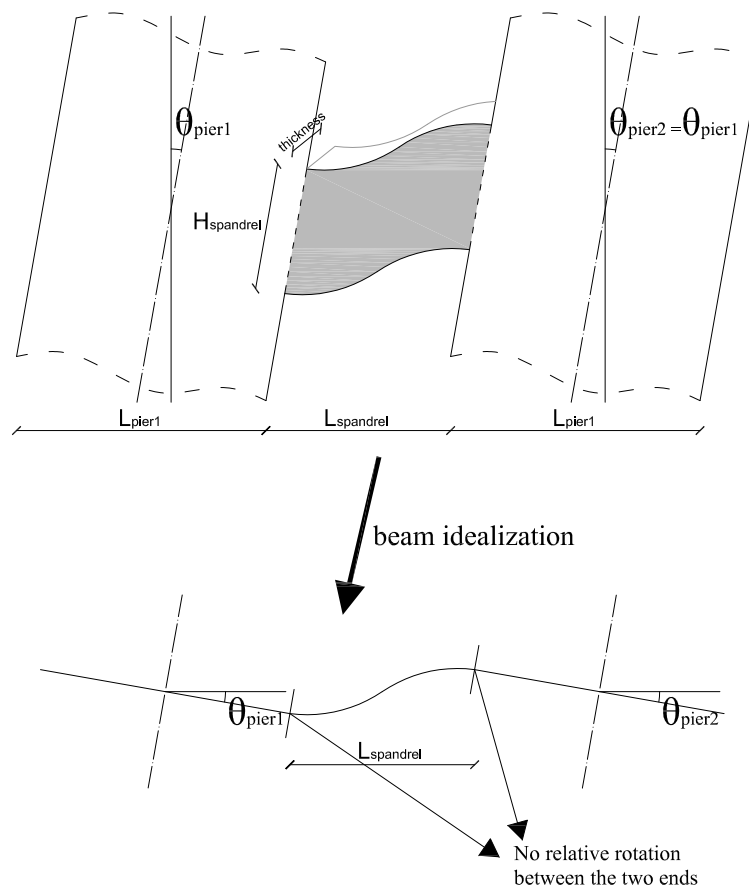 θpier1
thickness
θpier2 = θpier1
Hspandrel
Lpier1
Lspandrel
Lpier1
beam idealization
θpier1
θpier2
Lspandrel
No relative rotation
between the two ends